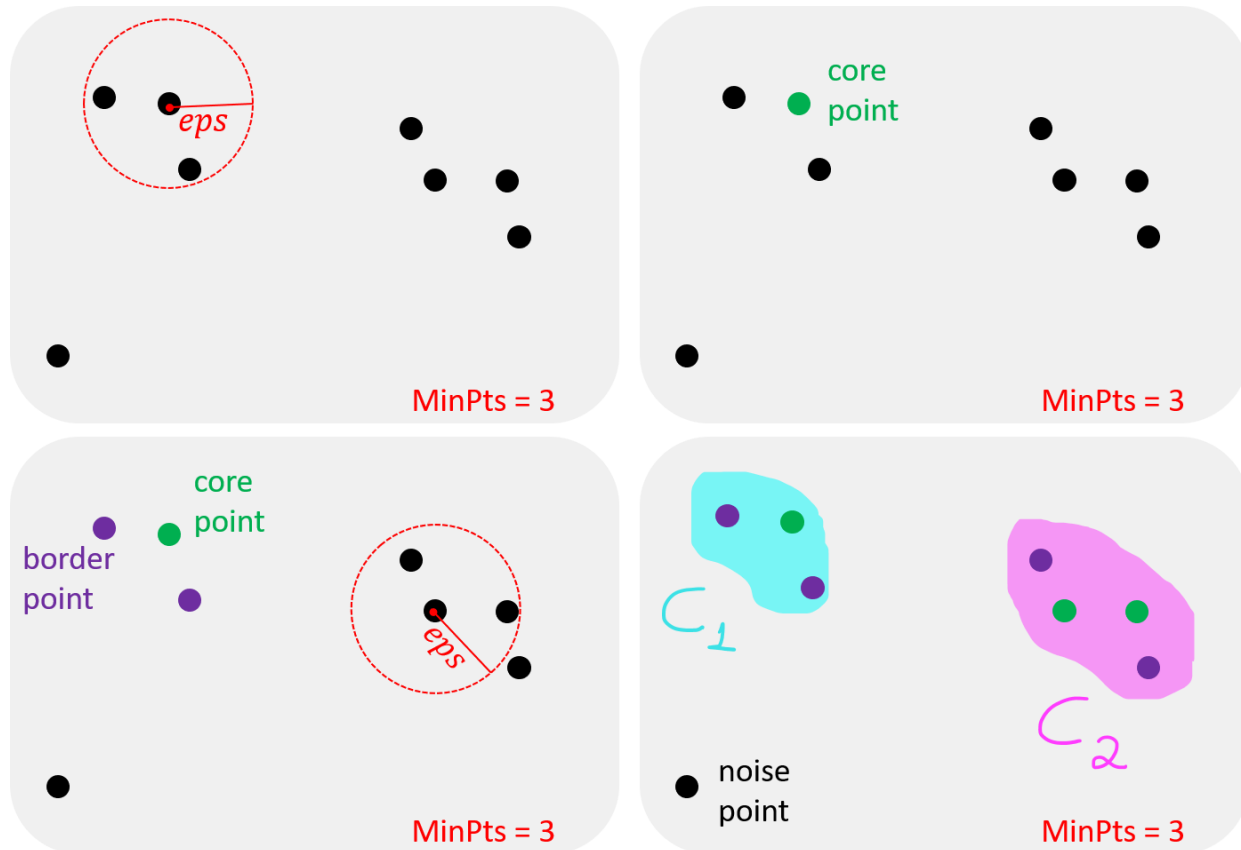 eps
MinPts = 3
core
point
MinPts = 3
core
point
border
point
eps
MinPts = 3
C1
C2
noise
point
MinPts = 3